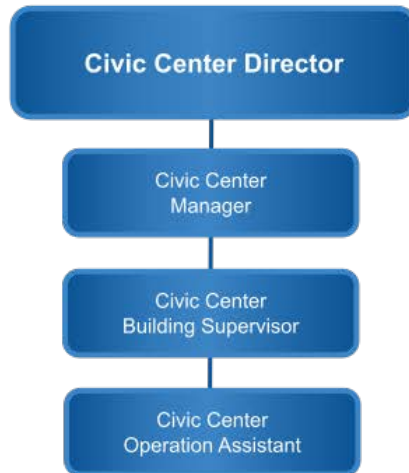 Civic Center Director
Civic Center
Manager
Civic Center
Building Supervisor
Civic Center
Operation Assistant